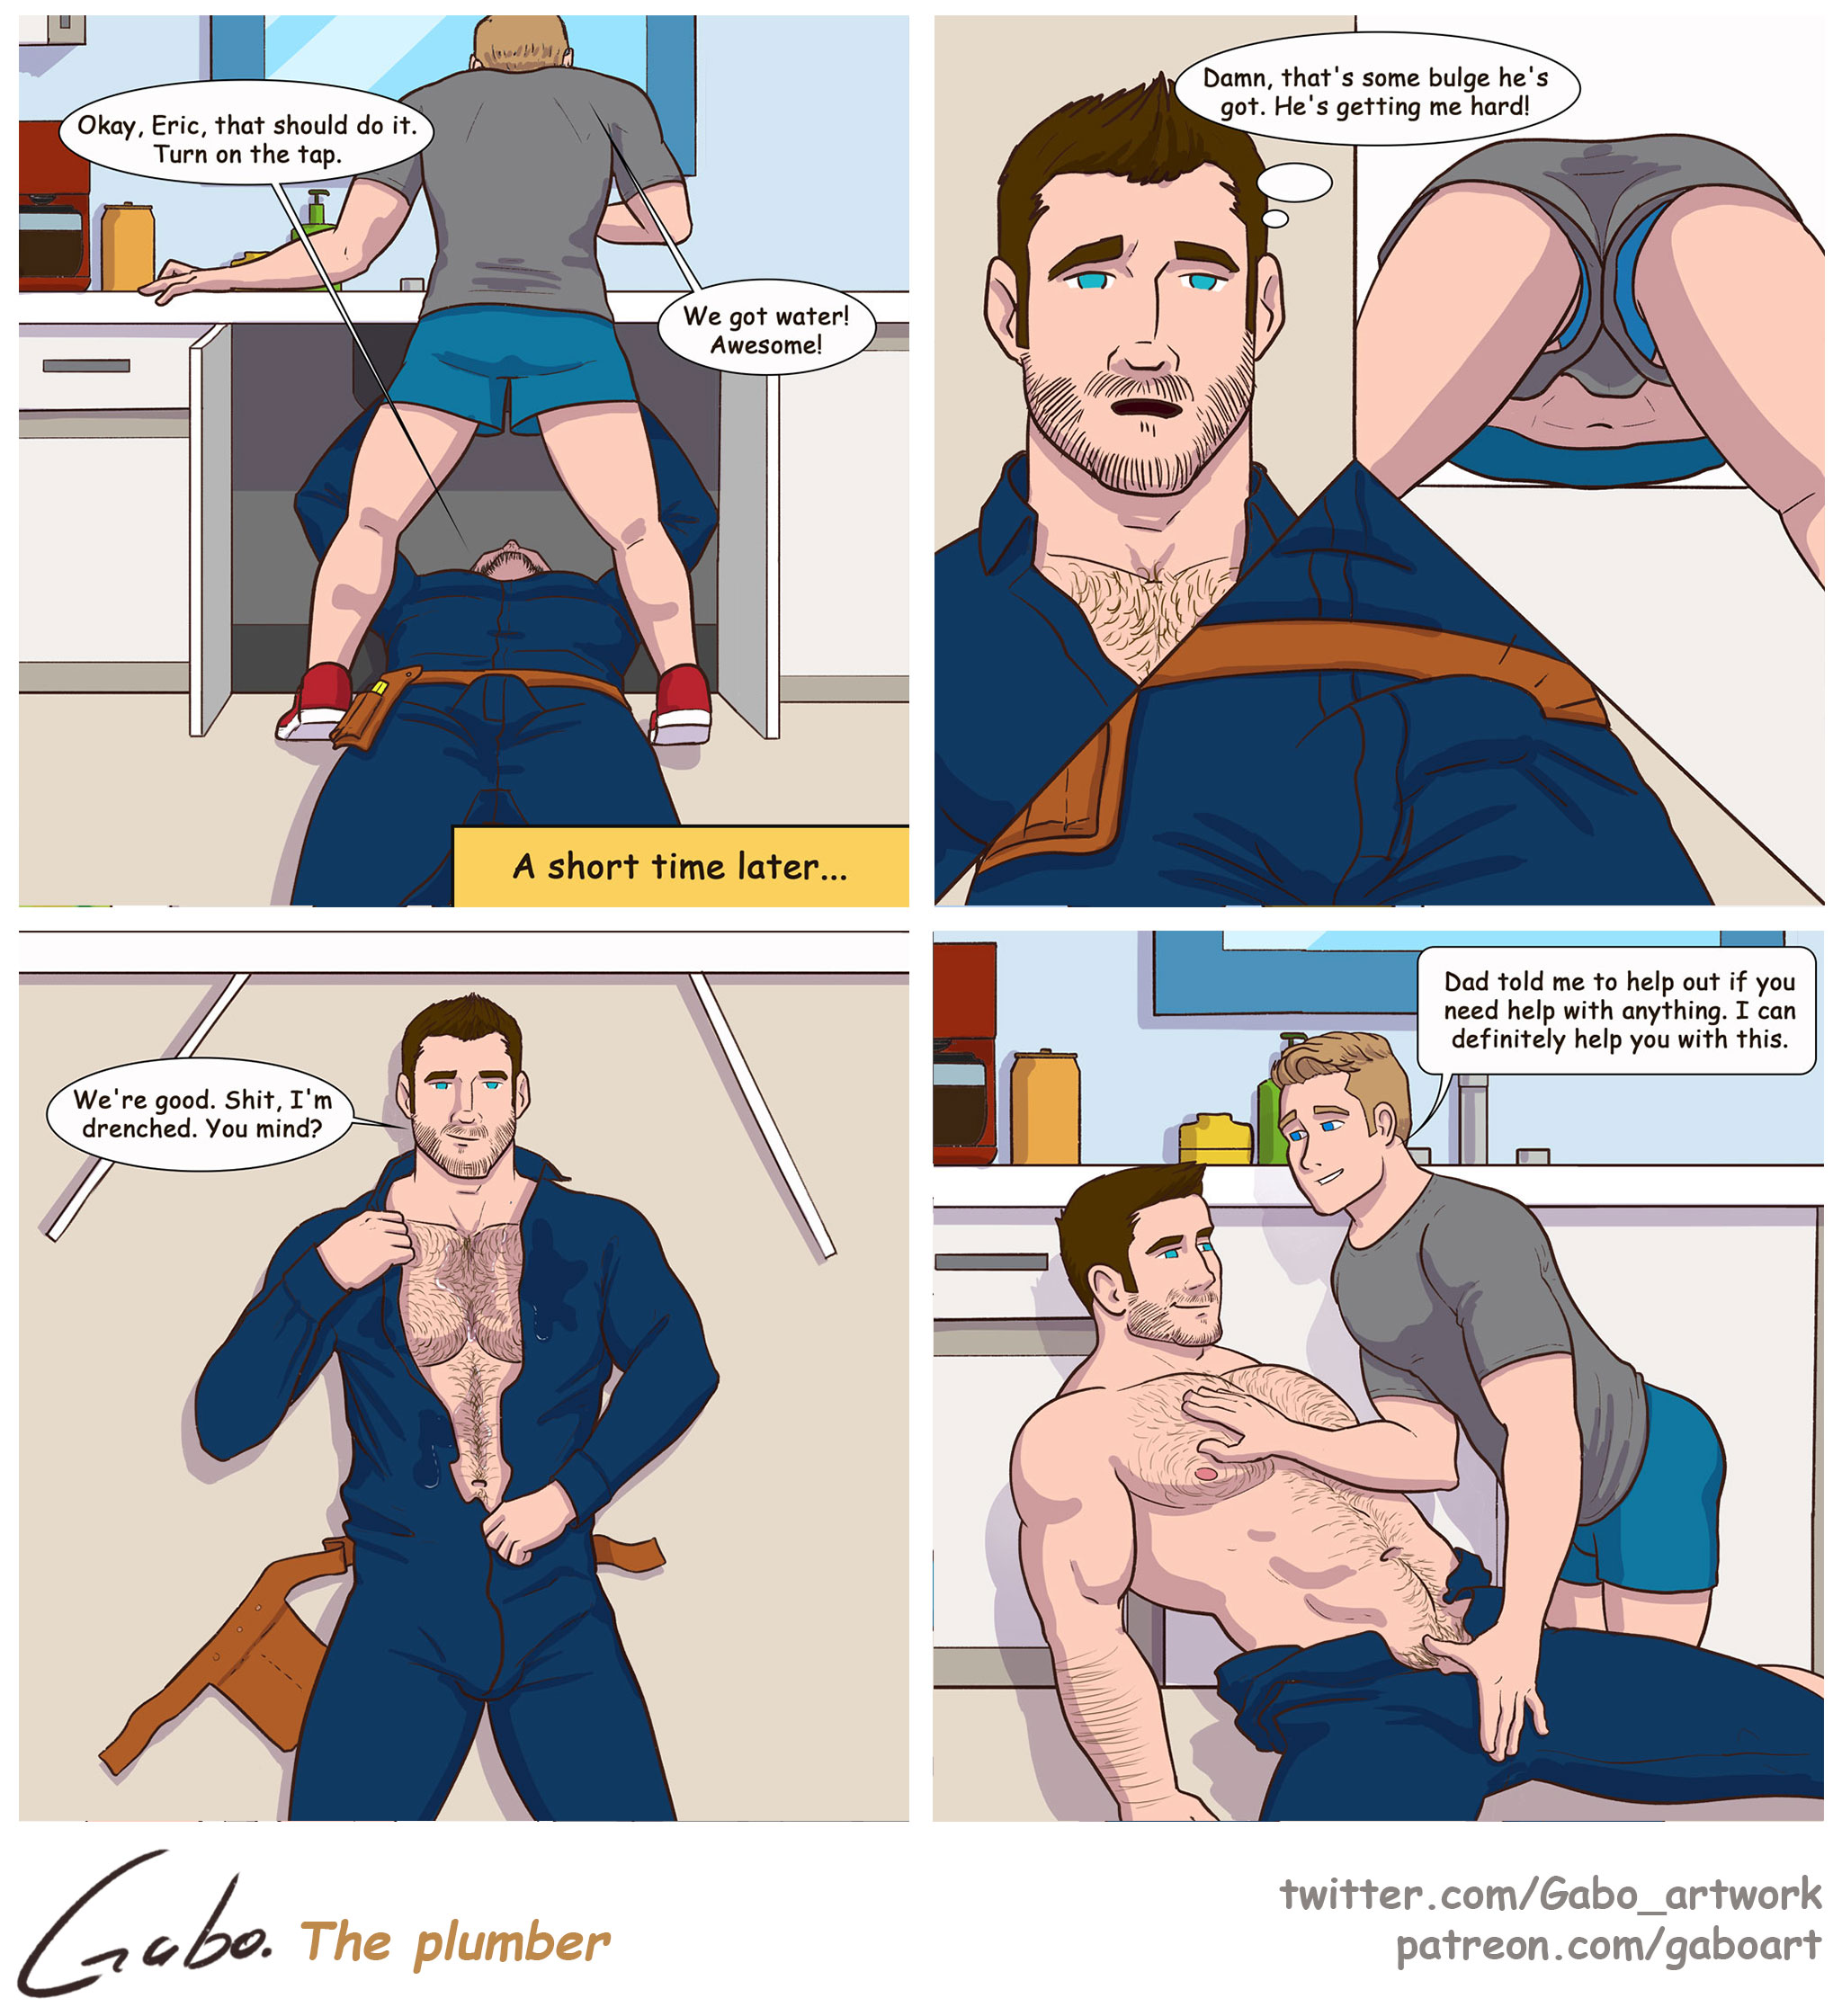 Okay, Eric, that should do it.
Turn on the tap.
We got water!
Awesome!
A short time later...
Damn, that's some bulge he's
got. He's getting me hard!
We're good. Shit, I'm
drenched. You mind?
Dad told me to help out if you
need help with anything. I can
definitely help you with this.
Gabo. The plumber
twitter.com/Gabo_artwork
patreon.com/gaboart